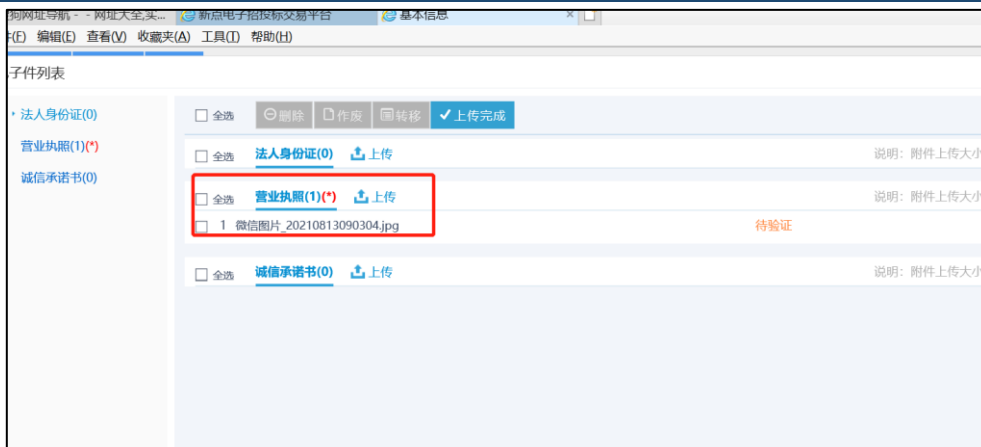 狗网址导航 - - 网址大全,实... 新点电子招投标交易平台 基本信息 ×
(F) 编辑(E) 查看(V) 收藏夹(A) 工具(T) 帮助(H)
子件列表
法人身份证(0)
营业执照(1)(*)
诚信承诺书(0)
全选 删除 作废 转移 上传完成
全选 法人身份证(0) 上传 说明：附件上传大小
全选 营业执照(1)(*) 上传 说明：附件上传大小
1 微信图片_20210813090304.jpg 待验证
全选 诚信承诺书(0) 上传 说明：附件上传大小